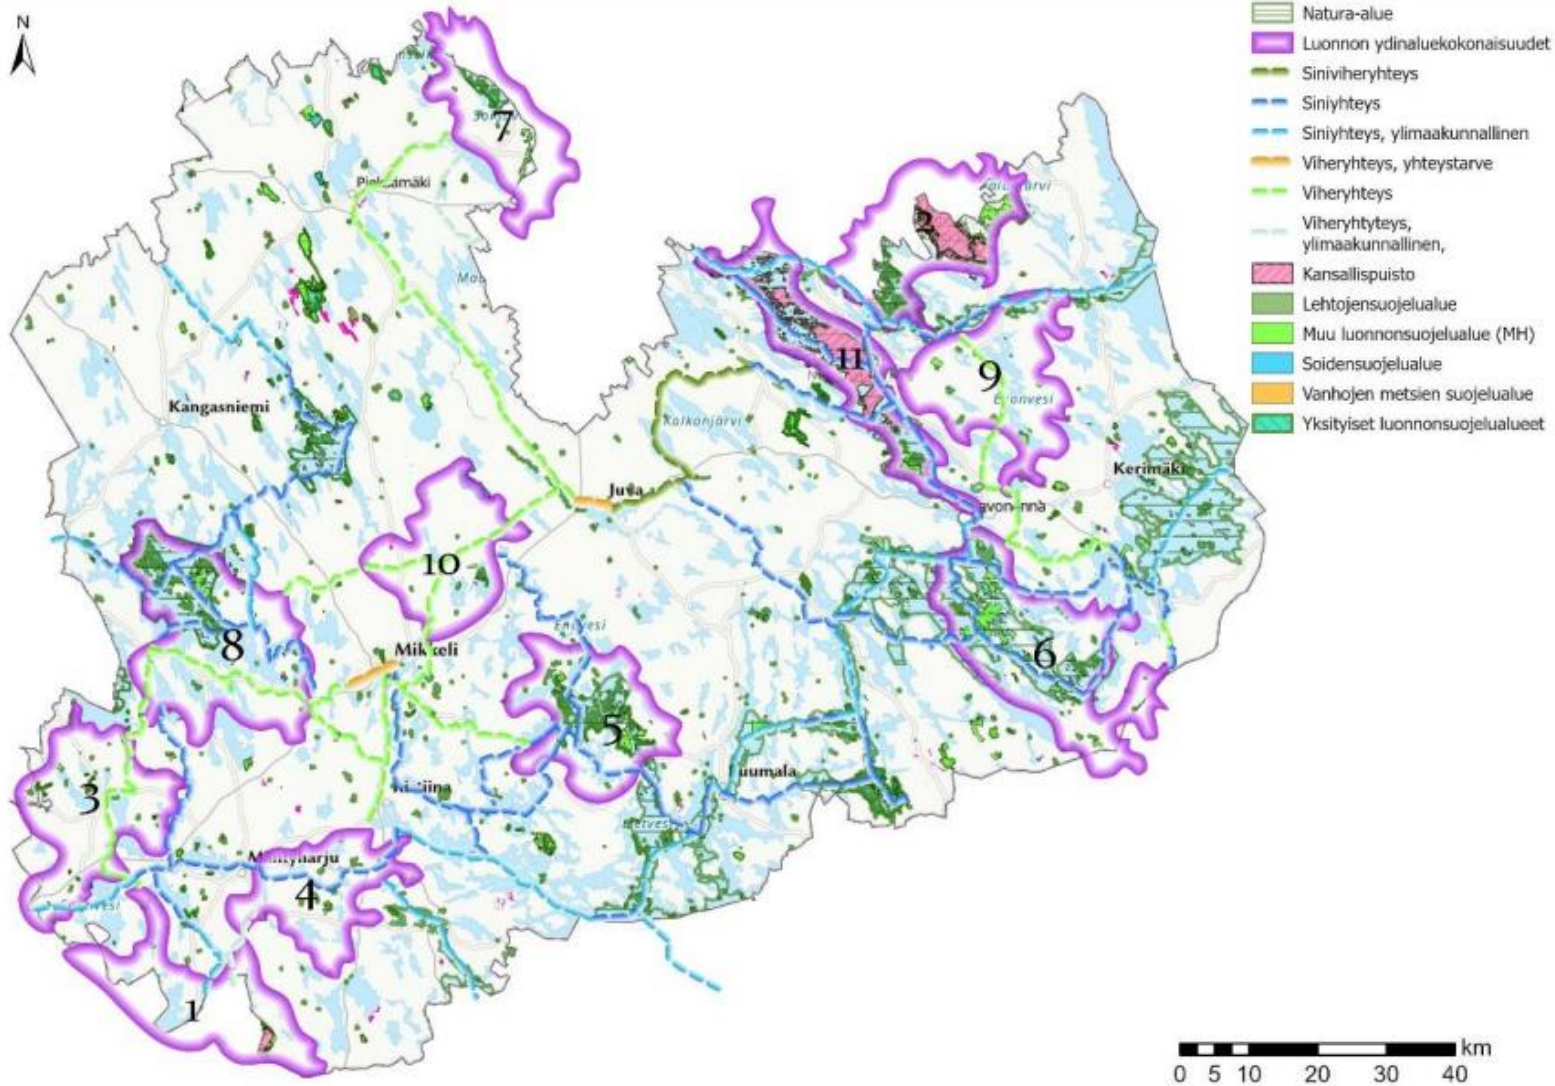 N
Natura-alue
Luonnon ydinaluekokonaisuudet
Siniviheryhteys
Siniyhteys
Siniyhteys, ylimaakunnallinen
Viheryhteys, yhteystarve
Viheryhteys
Viheryhtyteys,
ylimaakunnallinen,
Kansallispuisto
Lehtojensuojelualue
Muu luonnonsuojelualue (MH)
Soidensuojelualue
Vanhojen metsien suojelualue
Yksityiset luonnonsuojelualueet
7
2
11
9
Kangasniemi
Kerimäki
Juva
10
8
Mikkeli
6
5
3
4
1
km
0 5 10 20 30 40